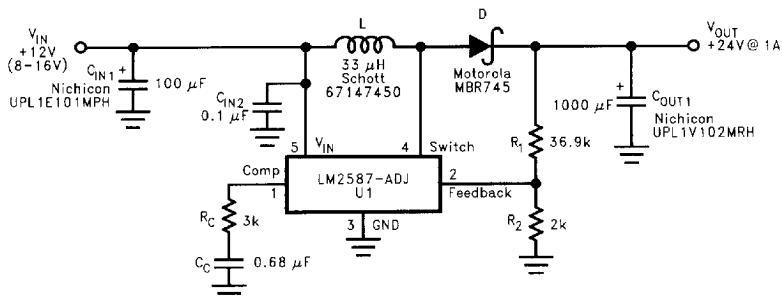 V_IN
+12V
(8-16V)
C_IN1 +
100 μF
Nichicon
UPL1E101MPH
C_IN2
0.1 μF
L
33 μH
Schott
67147450
D
Motorola
MBR745
V_OUT
+24V@ 1A
+
1000 μF
C_OUT1
Nichicon
UPL1V102MRH
R_1
36.9k
5
V_IN
4
Switch
Comp
1
LM2587-ADJ
U1
2
Feedback
3
GND
R_C
3k
C_C
0.68 μF
R_2
2k